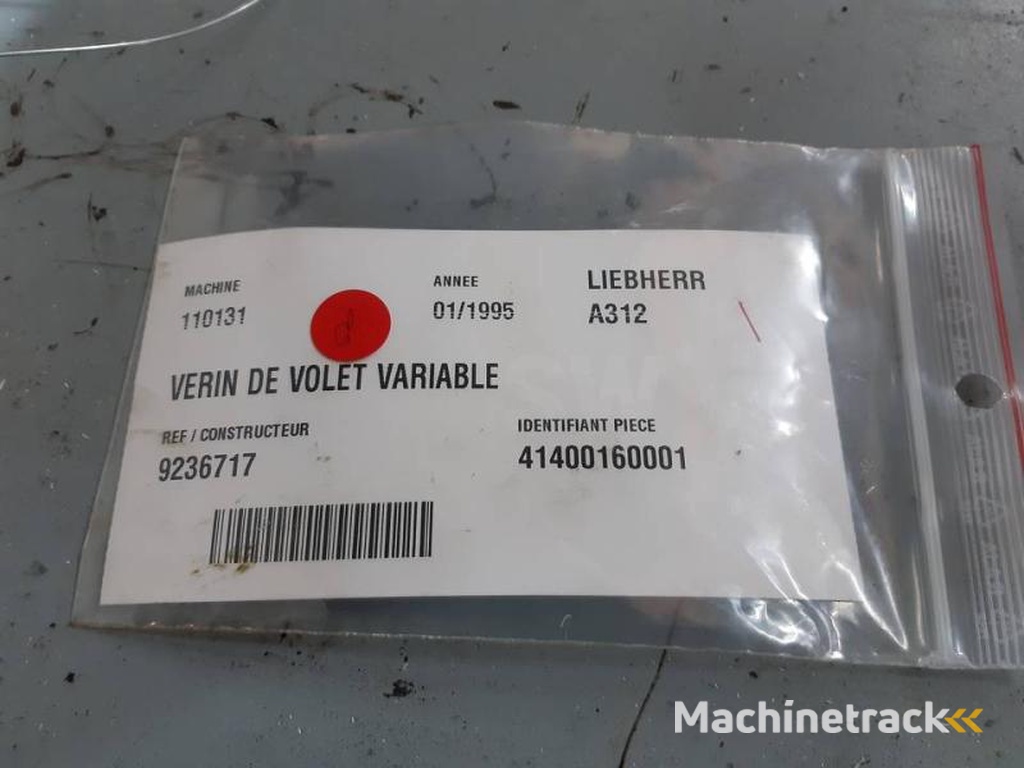 MACHINE
110131
ANNEE
01/1995
LIEBHERR
A312
VERIN DE VOLET VARIABLE
REF / CONSTRUCTEUR
9236717
IDENTIFIANT PIECE
41400160001
Machinetrack